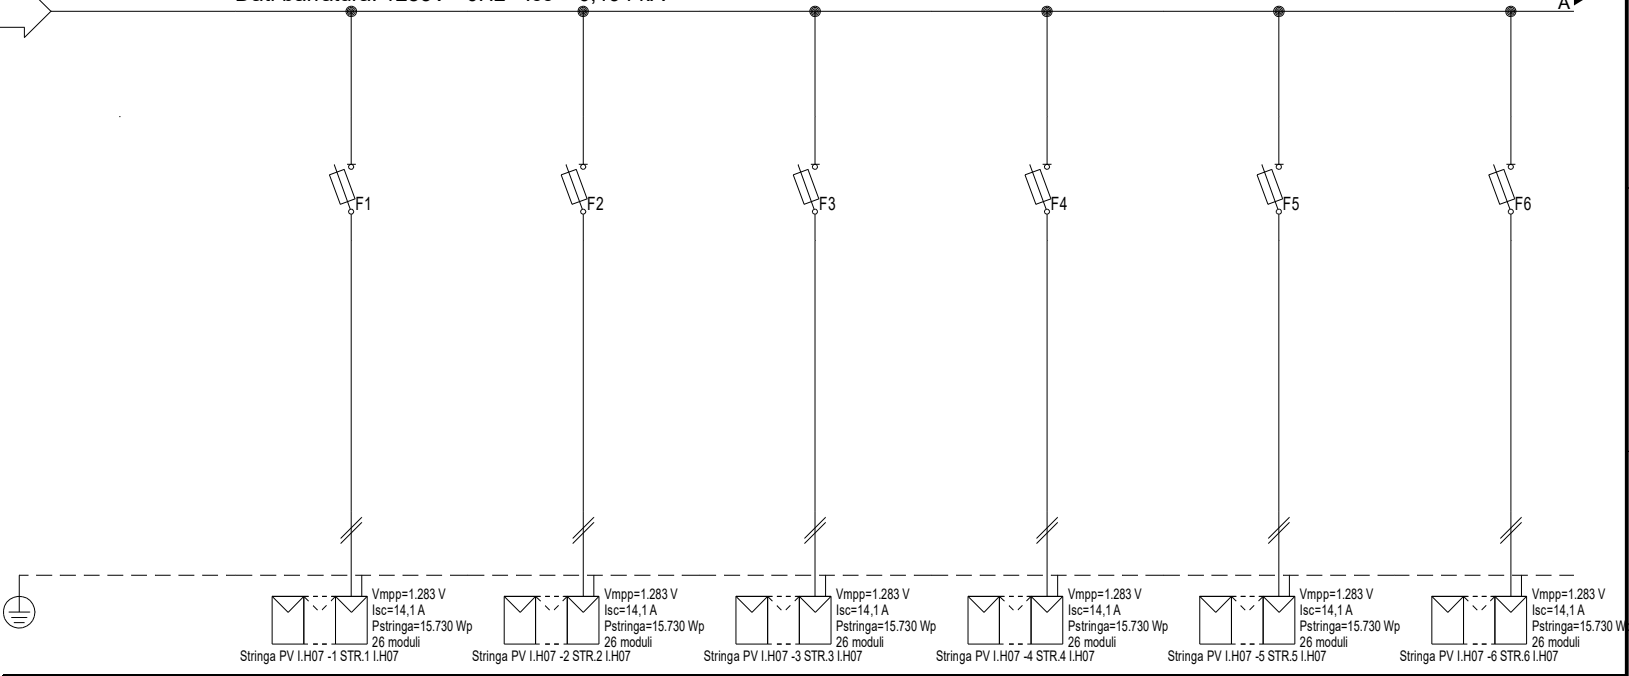 A
F1
F2
F3
F4
F5
F6
Vmpp=1.283 V
Isc=14,1 A
Pstringa=15.730 Wp
26 moduli
Stringa PV I.H07 -1 STR.1 I.H07
Vmpp=1.283 V
Isc=14,1 A
Pstringa=15.730 Wp
26 moduli
Stringa PV I.H07 -2 STR.2 I.H07
Vmpp=1.283 V
Isc=14,1 A
Pstringa=15.730 Wp
26 moduli
Stringa PV I.H07 -3 STR.3 I.H07
Vmpp=1.283 V
Isc=14,1 A
Pstringa=15.730 Wp
26 moduli
Stringa PV I.H07 -4 STR.4 I.H07
Vmpp=1.283 V
Isc=14,1 A
Pstringa=15.730 Wp
26 moduli
Stringa PV I.H07 -5 STR.5 I.H07
Vmpp=1.283 V
Isc=14,1 A
Pstringa=15.730 W
26 moduli
Stringa PV I.H07 -6 STR.6 I.H07